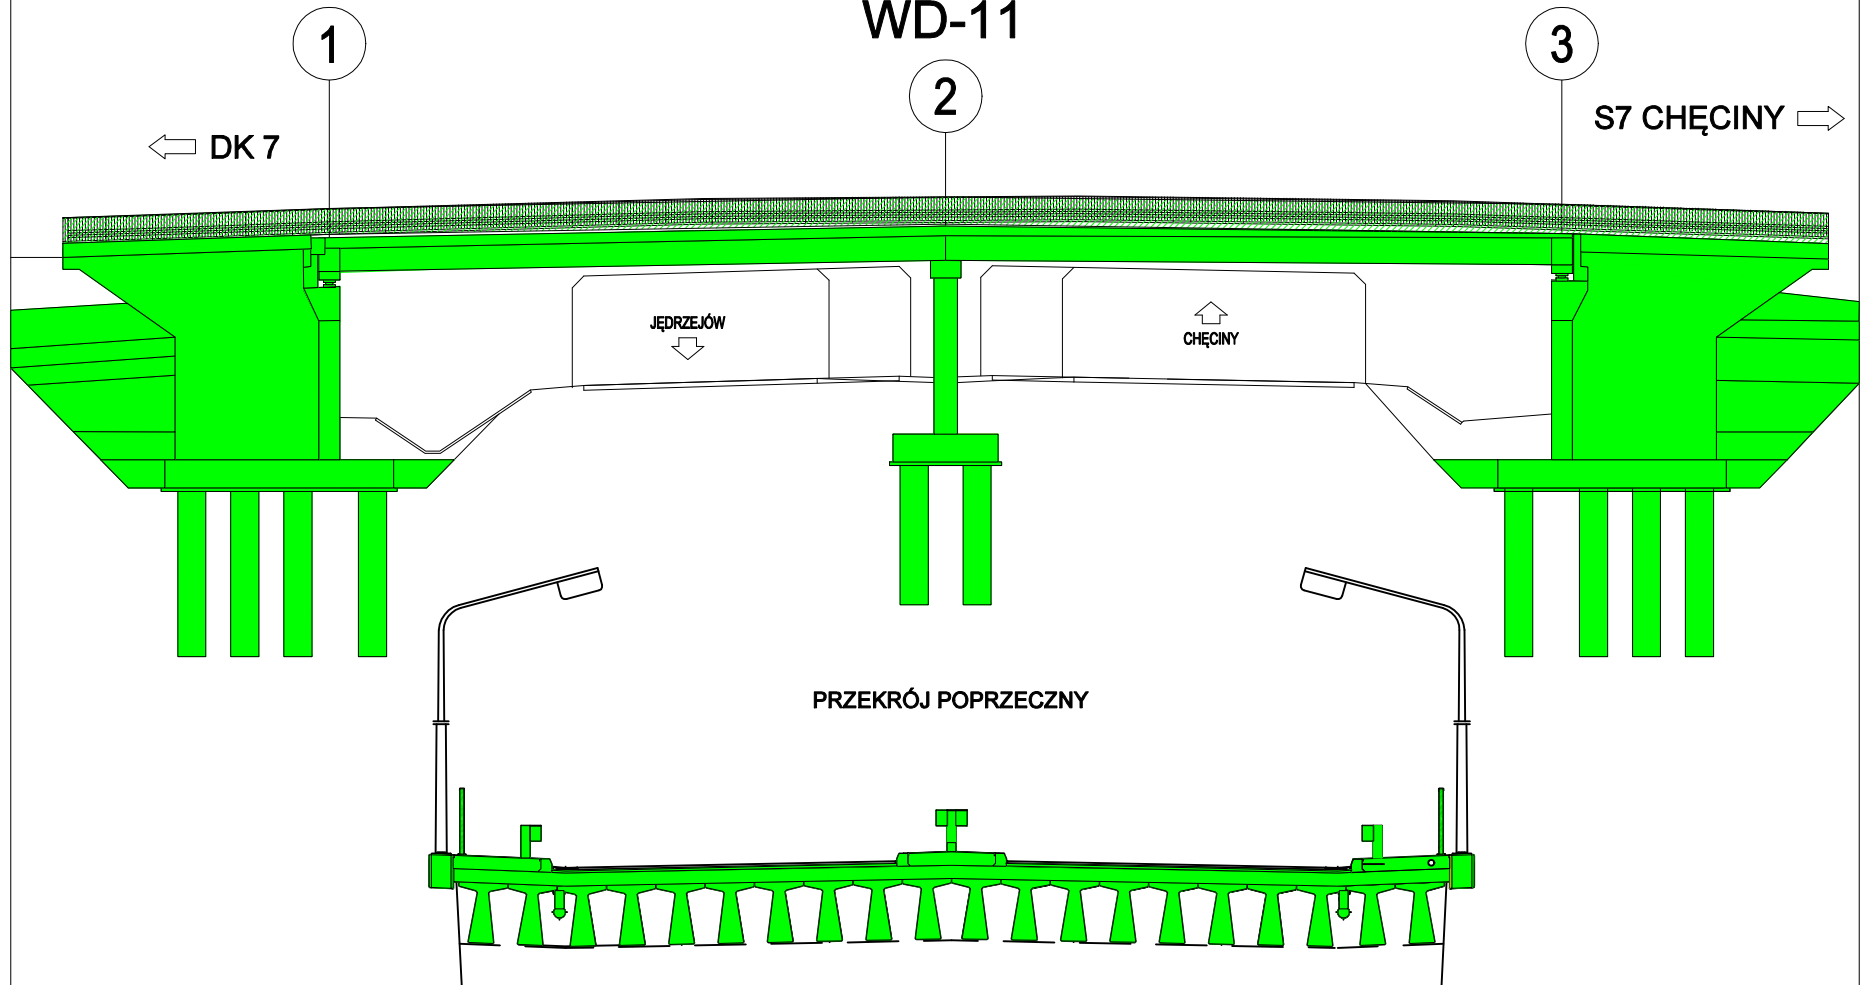 WD-11
1
2
3
DK 7
S7 CHĘCINY
JĘDRZEJÓW
CHĘCINY
PRZEKRÓJ POPRZECZNY